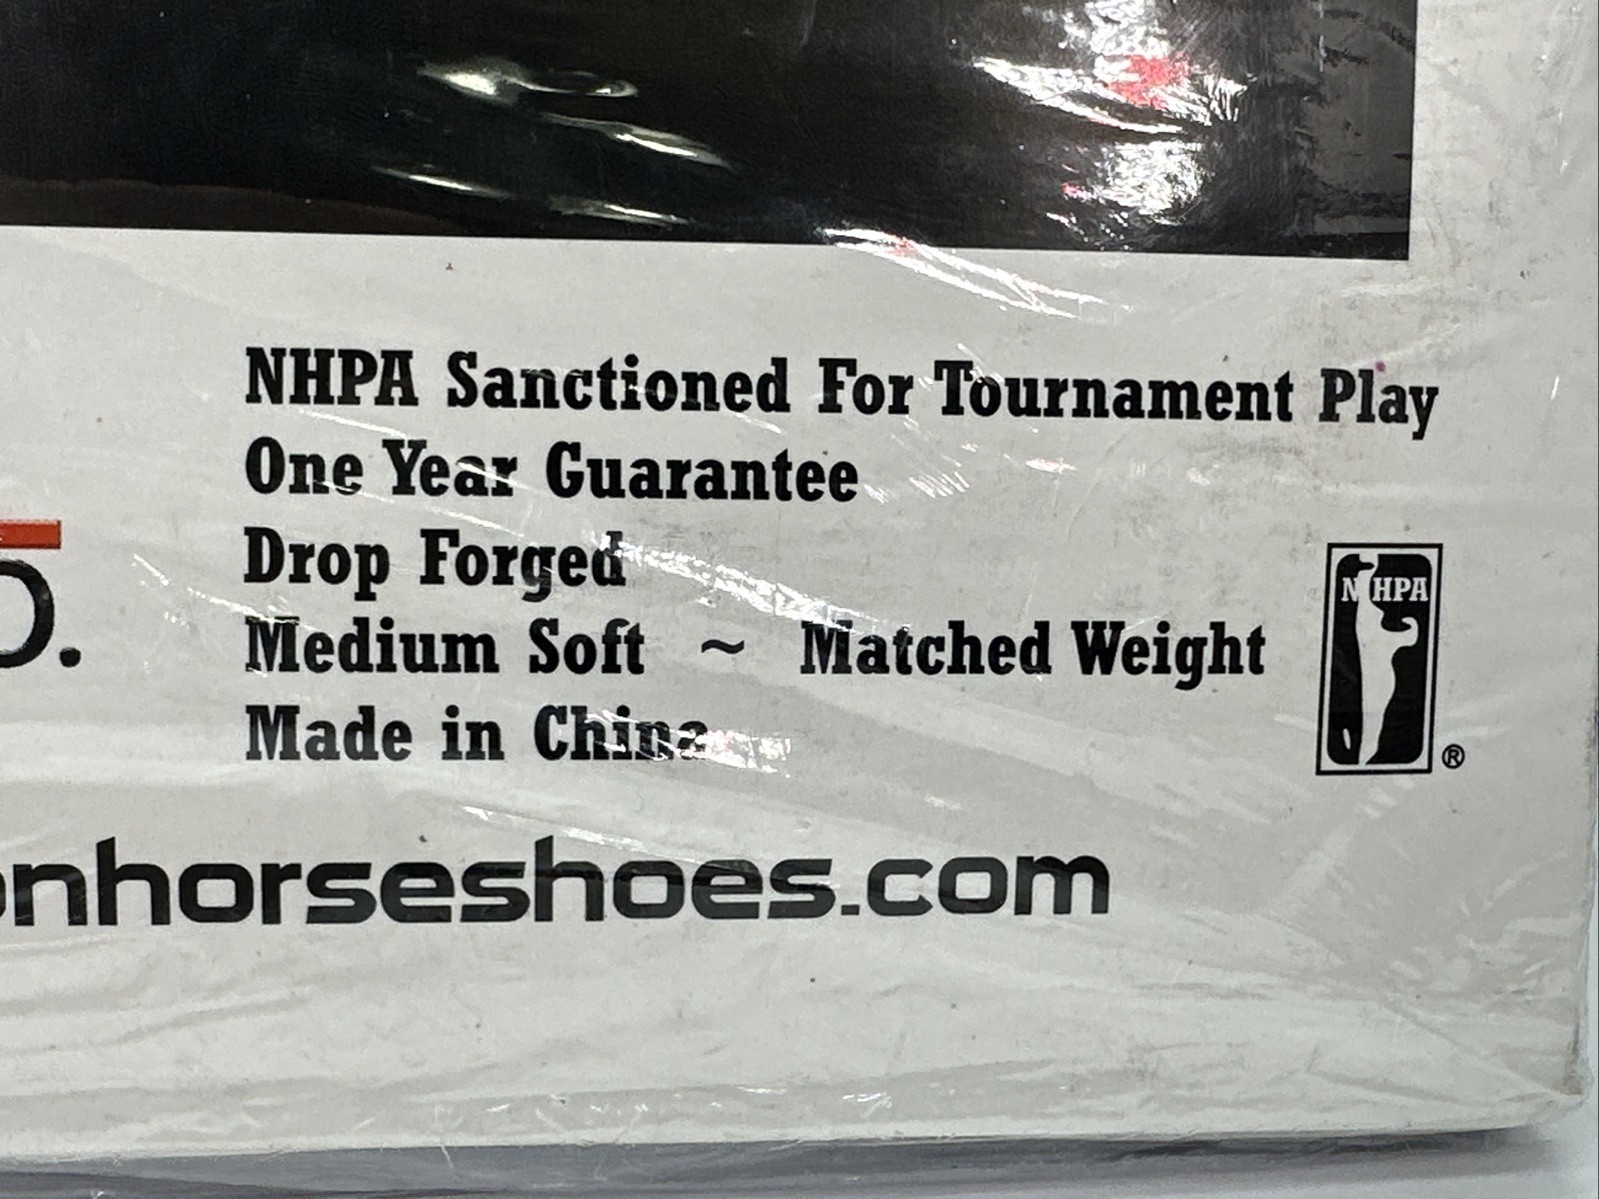 NHPA Sanctioned For Tournament Play
One Year Guarantee
Drop Forged
Medium Soft ~ Matched Weight
Made in China
NHPA
®
nhorseshoes.com